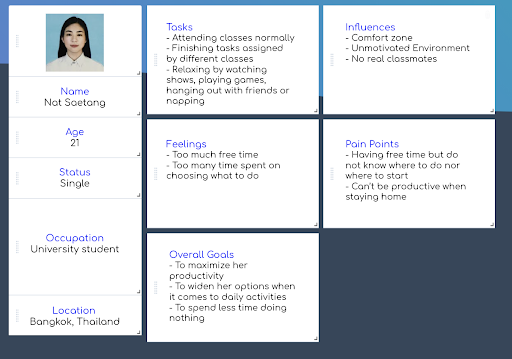 Name
Nat Saetang
Age
21
Status
Single
Occupation
University student
Location
Bangkok, Thailand
Tasks
- Attending classes normally
- Finishing tasks assigned
by different classes
- Relaxing by watching
shows, playing games,
hanging out with friends or
napping
Influences
- Comfort zone
- Unmotivated Environment
- No real classmates
Feelings
- Too much free time
- Too many time spent on
choosing what to do
Pain Points
- Having free time but do
not know where to do nor
where to start
- Can't be productive when
staying home
Overall Goals
- To maximize her
productivity
- To widen her options when
it comes to daily activities
- To spend less time doing
nothing